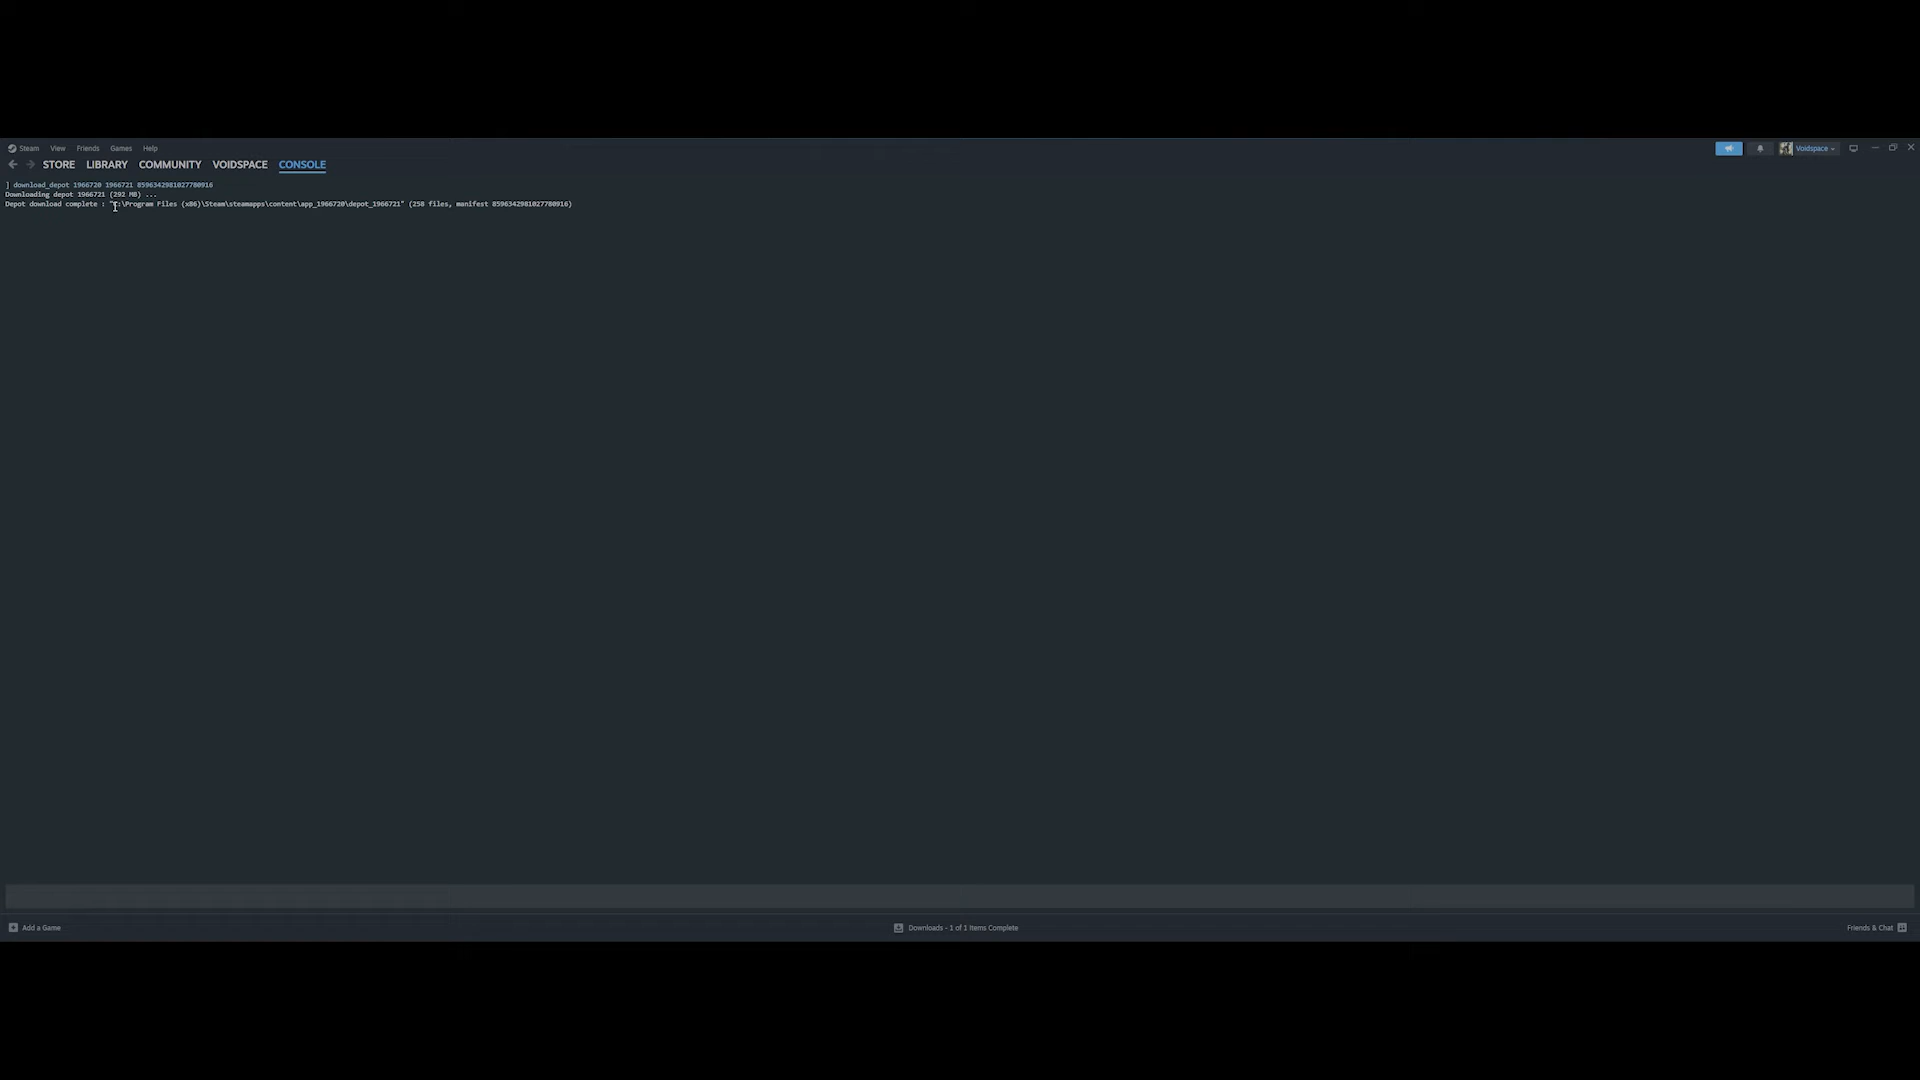 Steam View Friends Games Help
Voidspace
STORE LIBRARY COMMUNITY VOIDSPACE CONSOLE
] download_depot 1966720 1966721 8596342981027780916
Downloading depot 1966721 (292 MB) ...
Depot download complete : "C:\Program Files (x86)\Steam\steamapps\content\app_1966720\depot_1966721" (258 files, manifest 8596342981027780916)
Add a Game
Downloads - 1 of 1 Items Complete
Friends & Chat